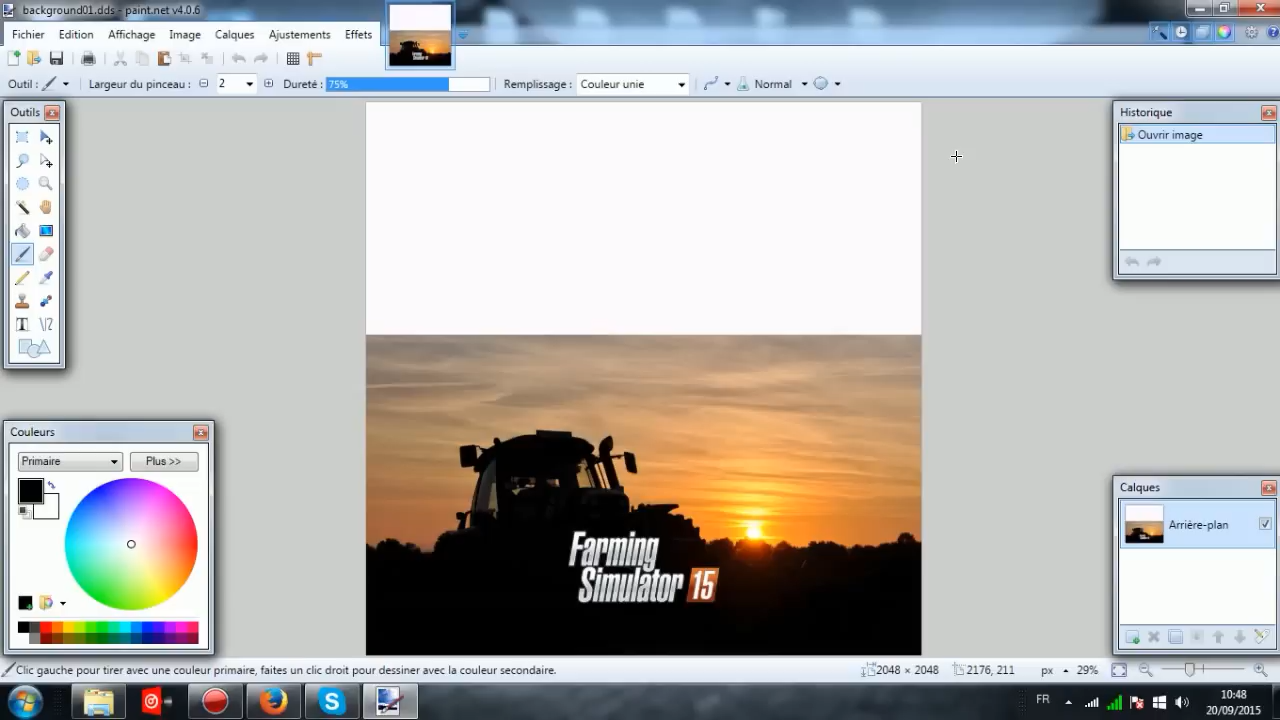 background01.dds - paint.net v4.0.6
Fichier Edition Affichage Image Calques Ajustements Effets
Outil : Largeur du pinceau : 2 Dureté : 75% Remplissage : Couleur unie Normal
Outils
Historique
Ouvrir image
Farming
Simulator 15
Couleurs
Primaire Plus >>
Calques
Arrière-plan
Clic gauche pour tirer avec une couleur primaire, faites un clic droit pour dessiner avec la couleur secondaire. 2048 × 2048 2176, 211 px 29%
FR 10:48
20/09/2015